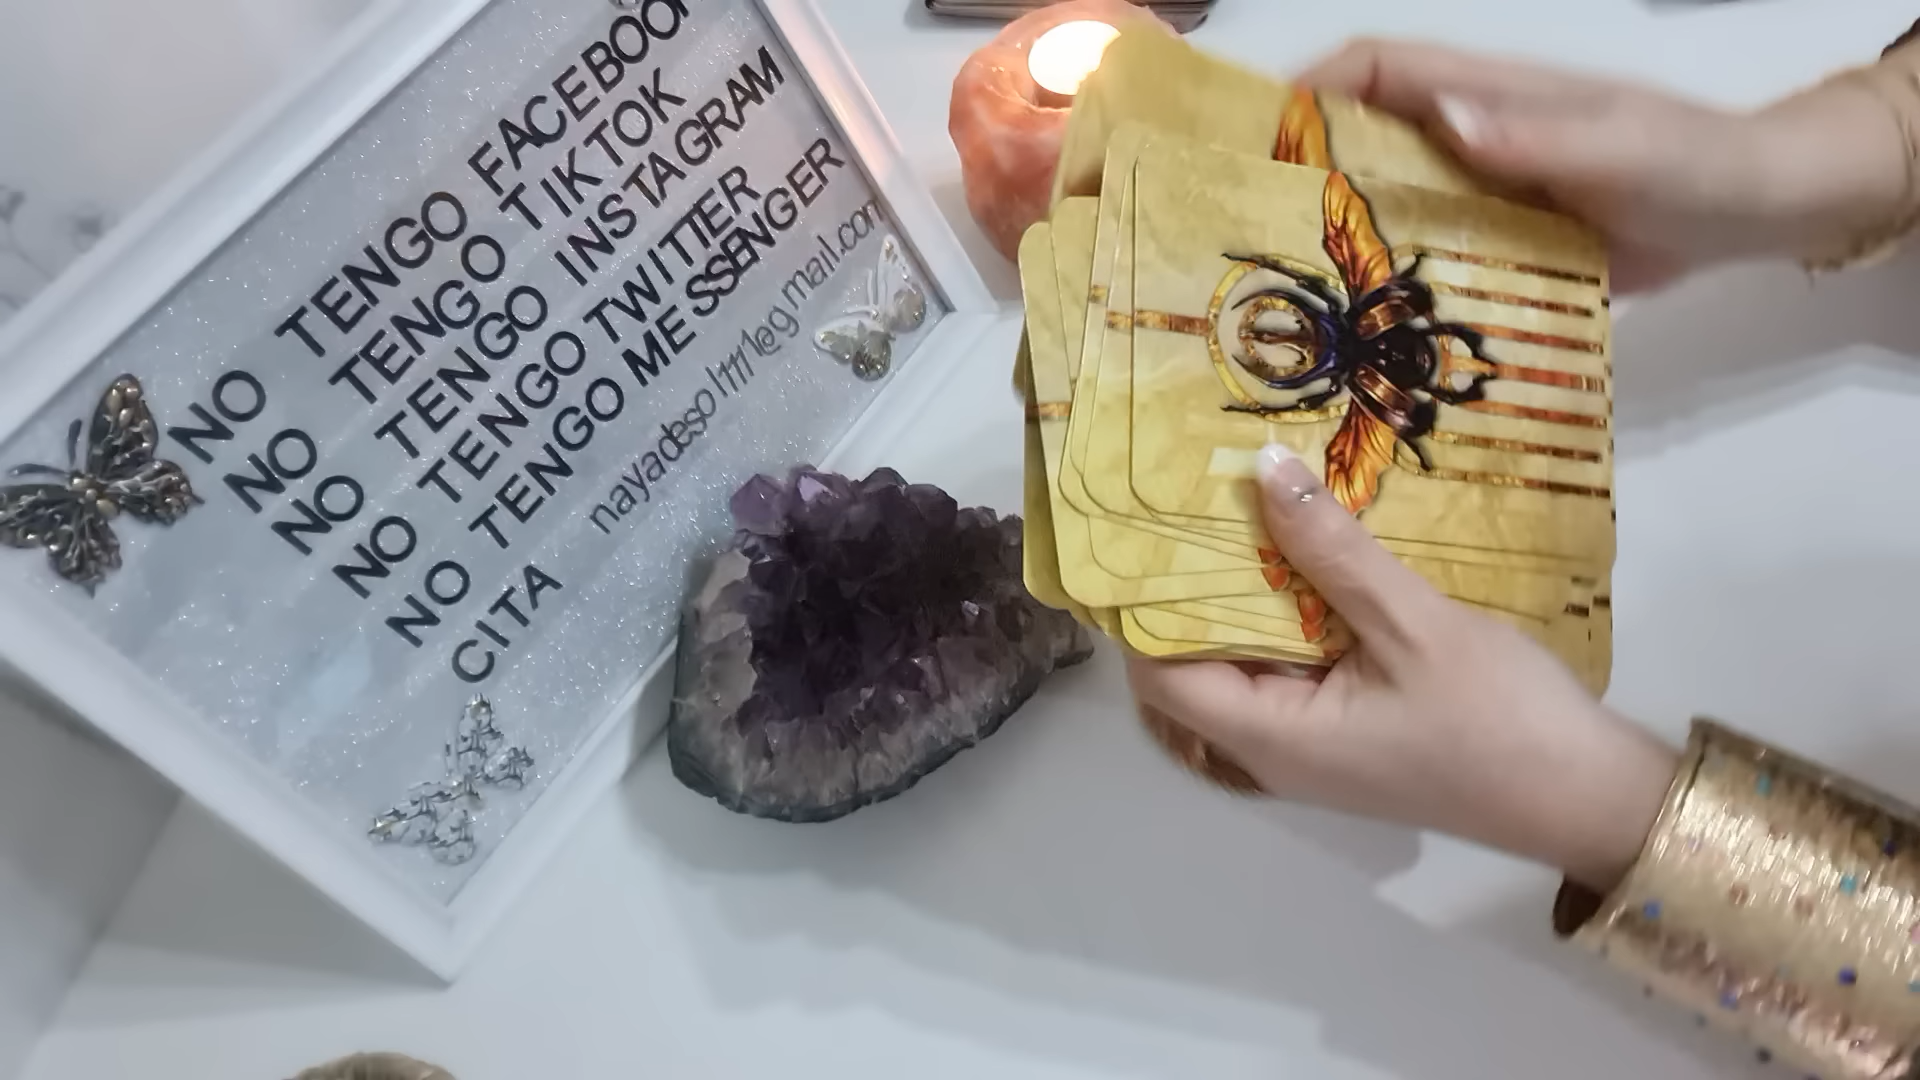 NO TENGO FACEBOOK
NO TENGO TIKTOK
NO TENGO INSTAGRAM
NO TENGO TWITTER
NO TENGO MESSENGER
CITA nayadesol1111@gmail.com